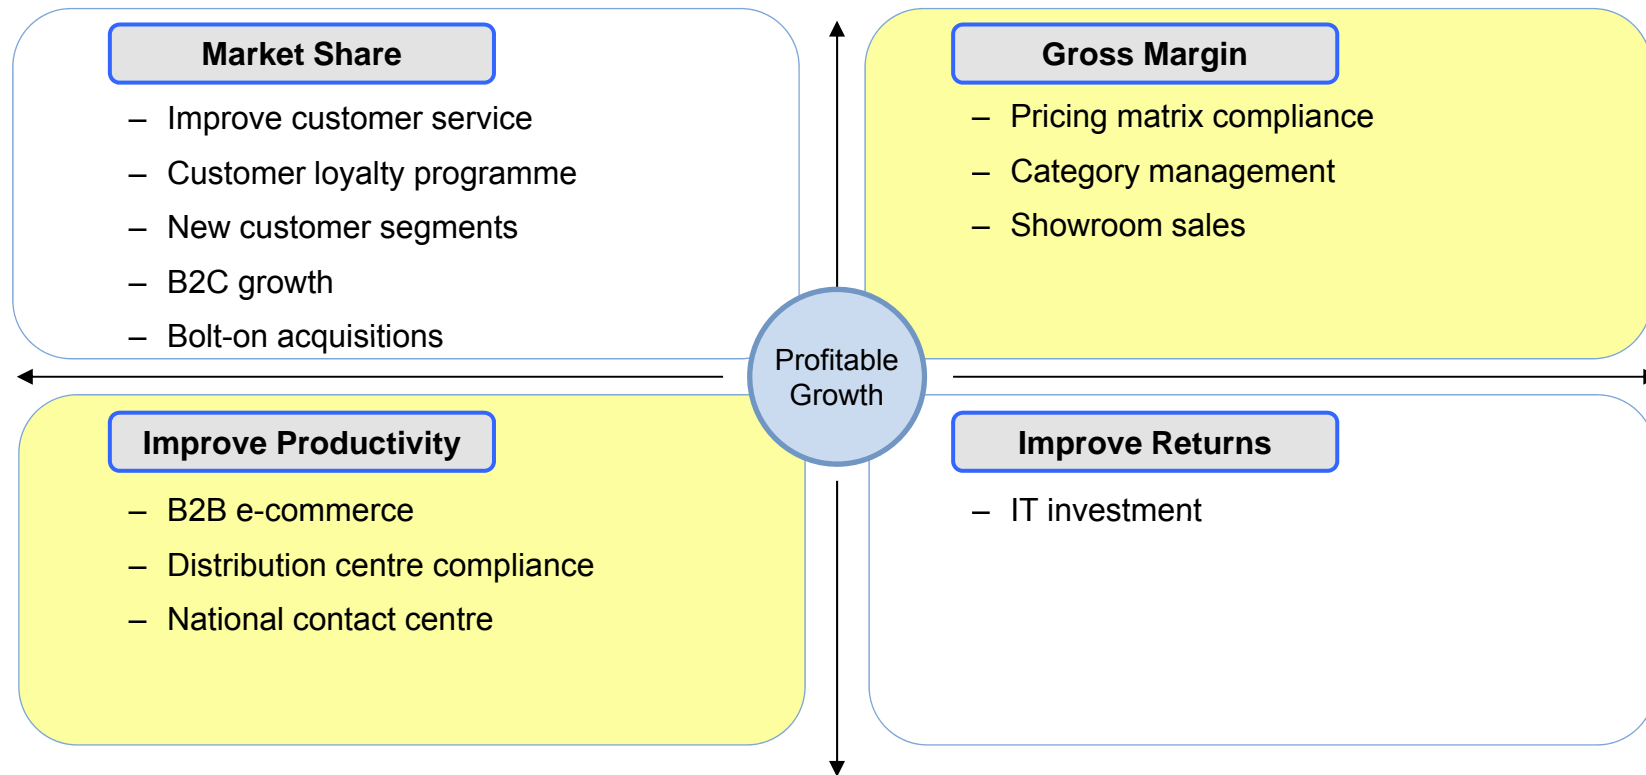 Market Share
– Improve customer service
– Customer loyalty programme
– New customer segments
– B2C growth
– Bolt-on acquisitions
Gross Margin
– Pricing matrix compliance
– Category management
– Showroom sales
Profitable
Growth
Improve Productivity
– B2B e-commerce
– Distribution centre compliance
– National contact centre
Improve Returns
– IT investment